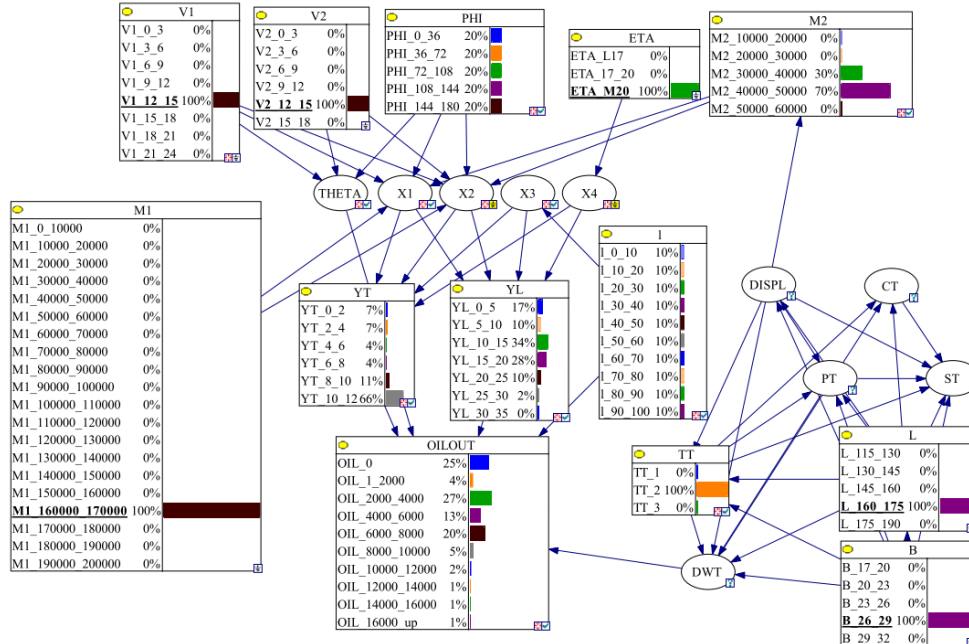 V1
V1_0_3 0%
V1_3_6 0%
V1_6_9 0%
V1_9_12 0%
V1_12_15 100%
V1_15_18 0%
V1_18_21 0%
V1_21_24 0%
V2
V2_0_3 0%
V2_3_6 0%
V2_6_9 0%
V2_9_12 0%
V2_12_15 100%
V2_15_18 0%
PHI
PHI_0_36 20%
PHI_36_72 20%
PHI_72_108 20%
PHI_108_144 20%
PHI_144_180 20%
ETA
ETA_L17 0%
ETA_17_20 0%
ETA_M20 100%
M2
M2_10000_20000 0%
M2_20000_30000 0%
M2_30000_40000 30%
M2_40000_50000 70%
M2_50000_60000 0%
THETA
X1
X2
X3
X4
M1
M1_0_10000 0%
M1_10000_20000 0%
M1_20000_30000 0%
M1_30000_40000 0%
M1_40000_50000 0%
M1_50000_60000 0%
M1_60000_70000 0%
M1_70000_80000 0%
M1_80000_90000 0%
M1_90000_100000 0%
M1_100000_110000 0%
M1_110000_120000 0%
M1_120000_130000 0%
M1_130000_140000 0%
M1_140000_150000 0%
M1_150000_160000 0%
M1_160000_170000 100%
M1_170000_180000 0%
M1_180000_190000 0%
M1_190000_200000 0%
YT
YT_0_2 7%
YT_2_4 7%
YT_4_6 4%
YT_6_8 4%
YT_8_10 11%
YT_10_12 66%
YL
YL_0_5 17%
YL_5_10 10%
YL_10_15 34%
YL_15_20 28%
YL_20_25 10%
YL_25_30 2%
YL_30_35 0%
I
I_0_10 10%
I_10_20 10%
I_20_30 10%
I_30_40 10%
I_40_50 10%
I_50_60 10%
I_60_70 10%
I_70_80 10%
I_80_90 10%
I_90_100 10%
DISPL
CT
PT
ST
OILOUT
OIL_0 25%
OIL_1_2000 4%
OIL_2000_4000 27%
OIL_4000_6000 13%
OIL_6000_8000 20%
OIL_8000_10000 5%
OIL_10000_12000 2%
OIL_12000_14000 1%
OIL_14000_16000 1%
OIL_16000_up 1%
TT
TT_1 0%
TT_2 100%
TT_3 0%
L
L_115_130 0%
L_130_145 0%
L_145_160 0%
L_160_175 100%
L_175_190 0%
DWT
B
B_17_20 0%
B_20_23 0%
B_23_26 0%
B_26_29 100%
B_29_32 0%